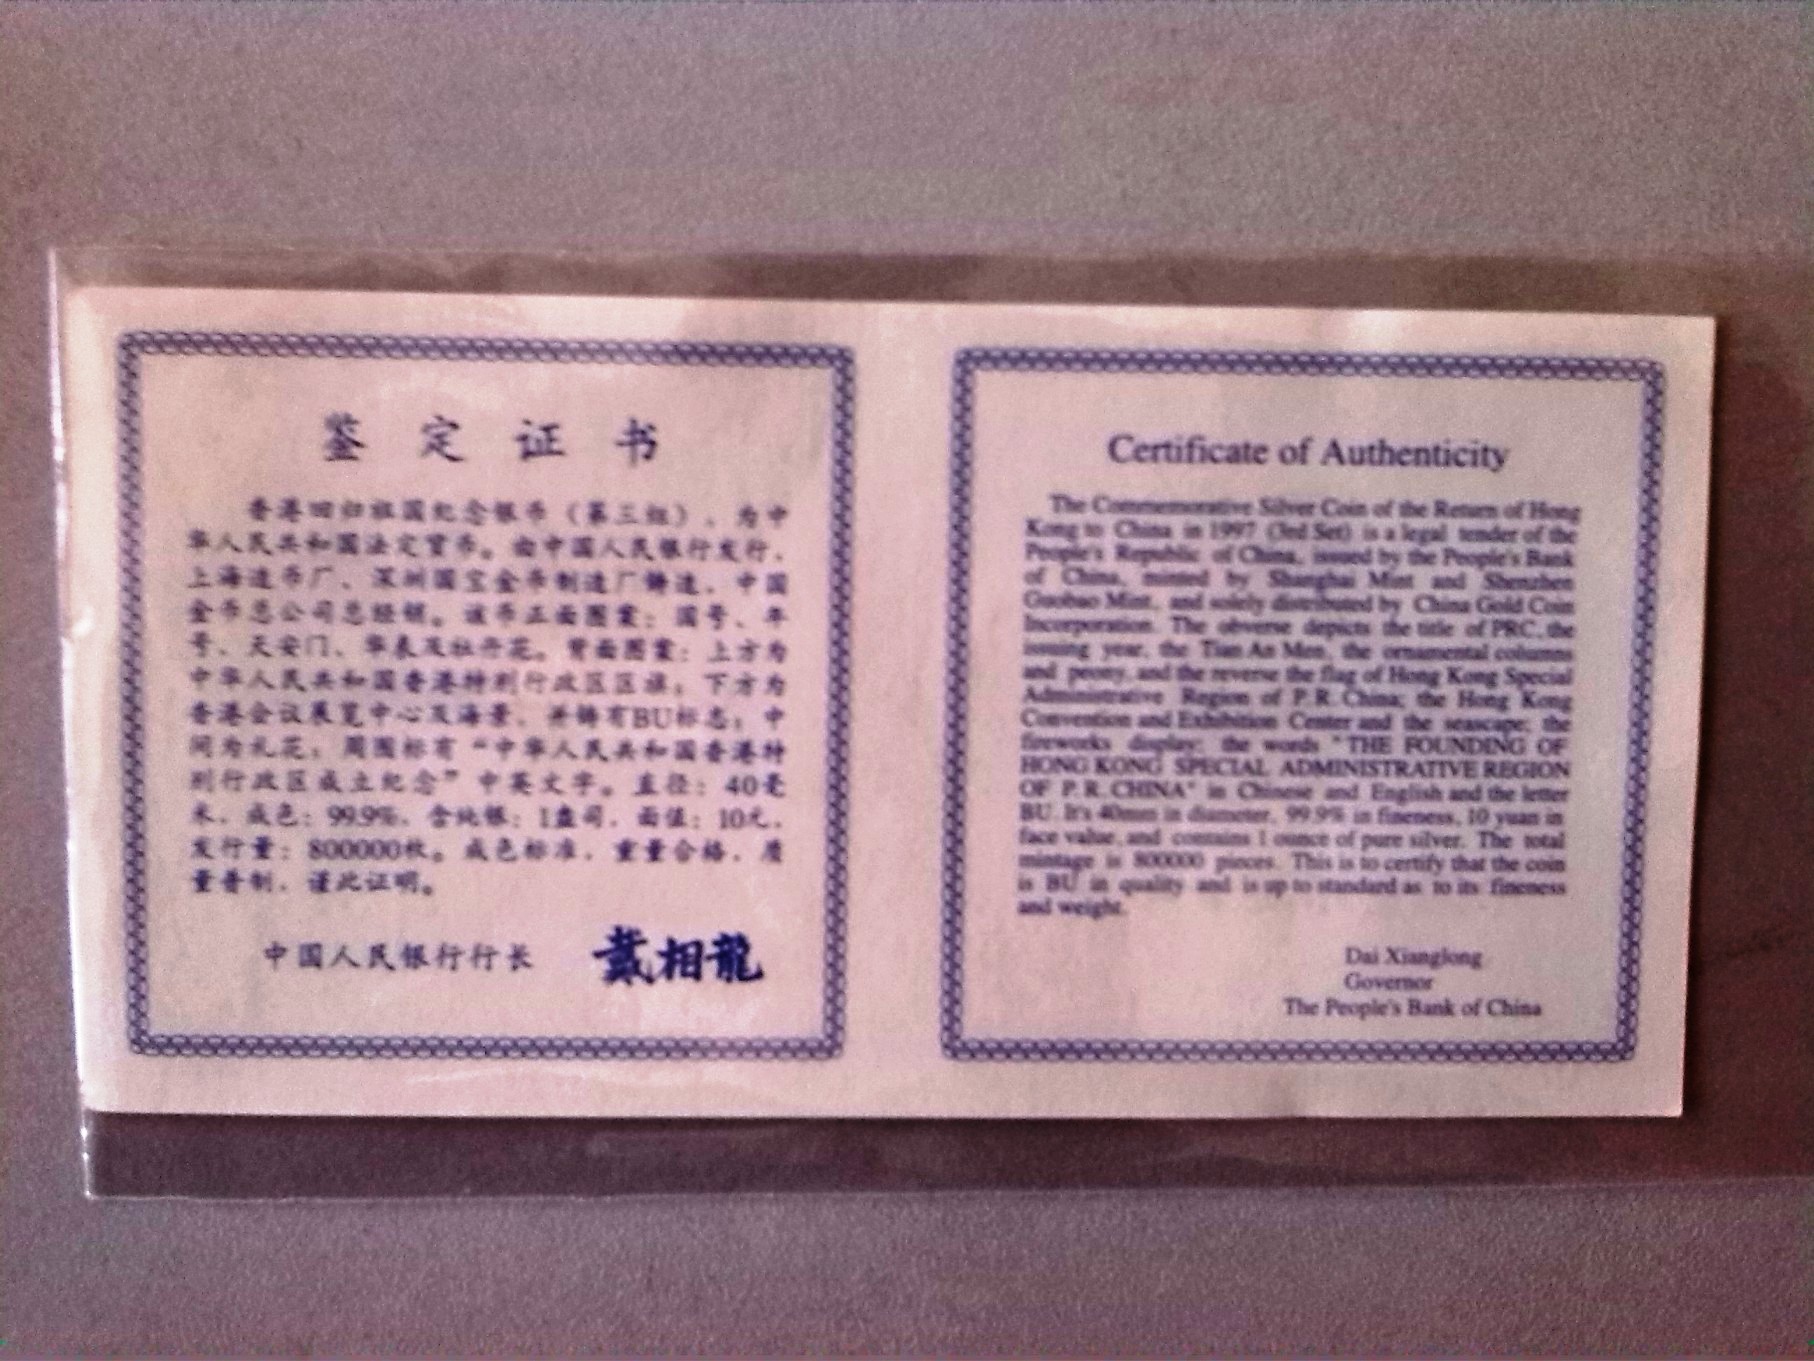 鉴定证书
香港回归祖国纪念银币（第三组），为中
华人民共和国法定货币。由中国人民银行发行，
上海造币厂、深圳国宝金币制造厂铸造，中国
金币总公司总经销。该币正面图案：国号、年
号、天安门、华表及牡丹花。背面图案：上方为
中华人民共和国香港特别行政区区旗；下方为
香港会议展览中心及海景，并铸有BU标志；中
间为礼花；周围标有“中华人民共和国香港特
别行政区成立纪念”中英文字。直径：40毫
米，成色：99.9%，含纯银：1盎司，面值：10元，
发行量：800000枚。成色标准，重量合格，质
量普制，谨此证明。
中国人民银行行长 戴相龍
Certificate of Authenticity
The Commemorative Silver Coin of the Return of Hong
Kong to China in 1997 (3rd Set) is a legal tender of the
People's Republic of China, issued by the People's Bank
of China, minted by Shanghai Mint and Shenzhen
Guobao Mint, and solely distributed by China Gold Coin
Incorporation. The obverse depicts the title of PRC, the
issuing year, the Tian An Men, the ornamental columns
and peony, and the reverse the flag of Hong Kong Special
Administrative Region of P.R.China; the Hong Kong
Convention and Exhibition Center and the seascape; the
fireworks display; the words "THE FOUNDING OF
HONG KONG SPECIAL ADMINISTRATIVE REGION
OF P.R.CHINA" in Chinese and English and the letter
BU. It's 40mm in diameter, 99.9% in fineness, 10 yuan in
face value, and contains 1 ounce of pure silver. The total
mintage is 800000 pieces. This is to certify that the coin
is BU in quality and is up to standard as to its fineness
and weight.
Dai Xianglong
Governor
The People's Bank of China